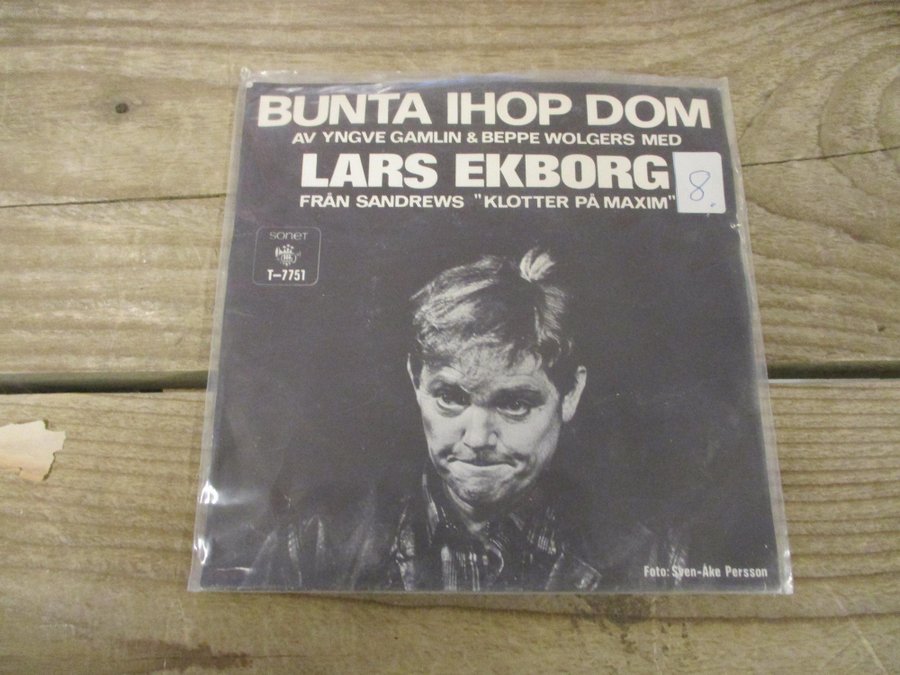 BUNTA IHOP DOM
AV YNGVE GAMLIN & BEPPE WOLGERS MED
LARS EKBORG
FRÅN SANDREWS "KLOTTER PÅ MAXIM"
8.
sonet
T-7751
Foto: Sven-Åke Persson